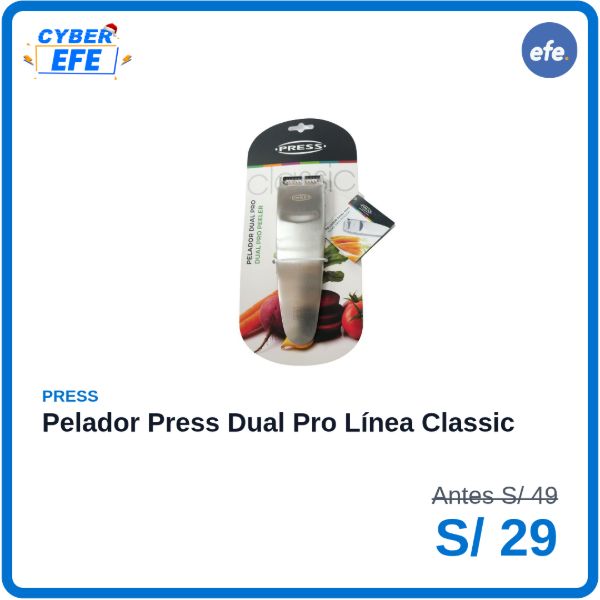 CYBER
EFE
efe.
PRESS
classic
PELADOR DUAL PRO
DUAL PRO PEELER
PRESS
Pelador Press Dual Pro Línea Classic
Antes S/ 49
S/ 29